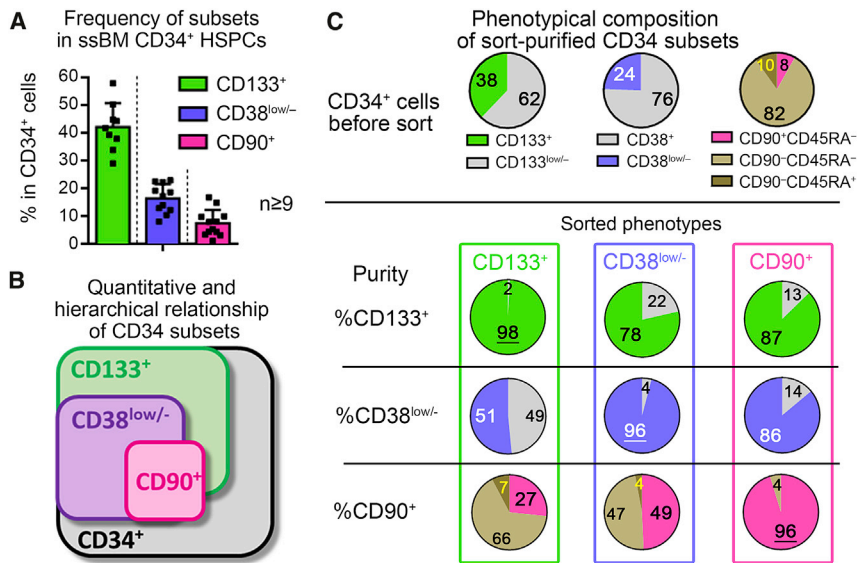 A
Frequency of subsets
in ssBM CD34⁺ HSPCs
% in CD34⁺ cells
60
50
40
30
20
10
0
CD133⁺
CD38ˡᵒʷ/⁻
CD90⁺
n≥9
B
Quantitative and
hierarchical relationship
of CD34 subsets
CD133⁺
CD38ˡᵒʷ/⁻
CD90⁺
CD34⁺
C
Phenotypical composition
of sort-purified CD34 subsets
CD34⁺ cells
before sort
38
62
24
76
10
8
82
CD133⁺
CD133ˡᵒʷ/⁻
CD38⁺
CD38ˡᵒʷ/⁻
CD90⁺CD45RA⁻
CD90⁻CD45RA⁻
CD90⁻CD45RA⁺
Sorted phenotypes
Purity
CD133⁺
CD38ˡᵒʷ/⁻
CD90⁺
%CD133⁺
2
98
22
78
13
87
%CD38ˡᵒʷ/⁻
51
49
4
96
14
86
%CD90⁺
7
27
66
4
47
49
4
96